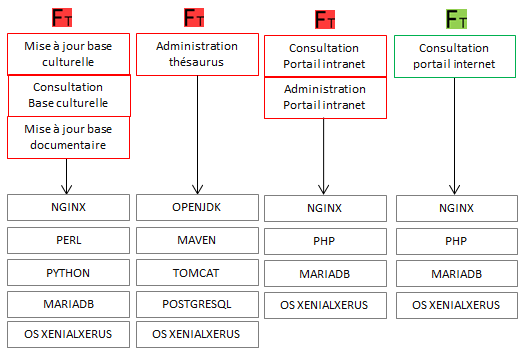 FT
Mise à jour base
culturelle
Consultation
Base culturelle
Mise à jour base
documentaire
NGINX
PERL
PYTHON
MARIADB
OS XENIALXERUS
FT
Administration
thésaurus
OPENJDK
MAVEN
TOMCAT
POSTGRESQL
OS XENIALXERUS
FT
Consultation
Portail intranet
Administration
Portail intranet
NGINX
PHP
MARIADB
OS XENIALXERUS
FT
Consultation
portail internet
NGINX
PHP
MARIADB
OS XENIALXERUS